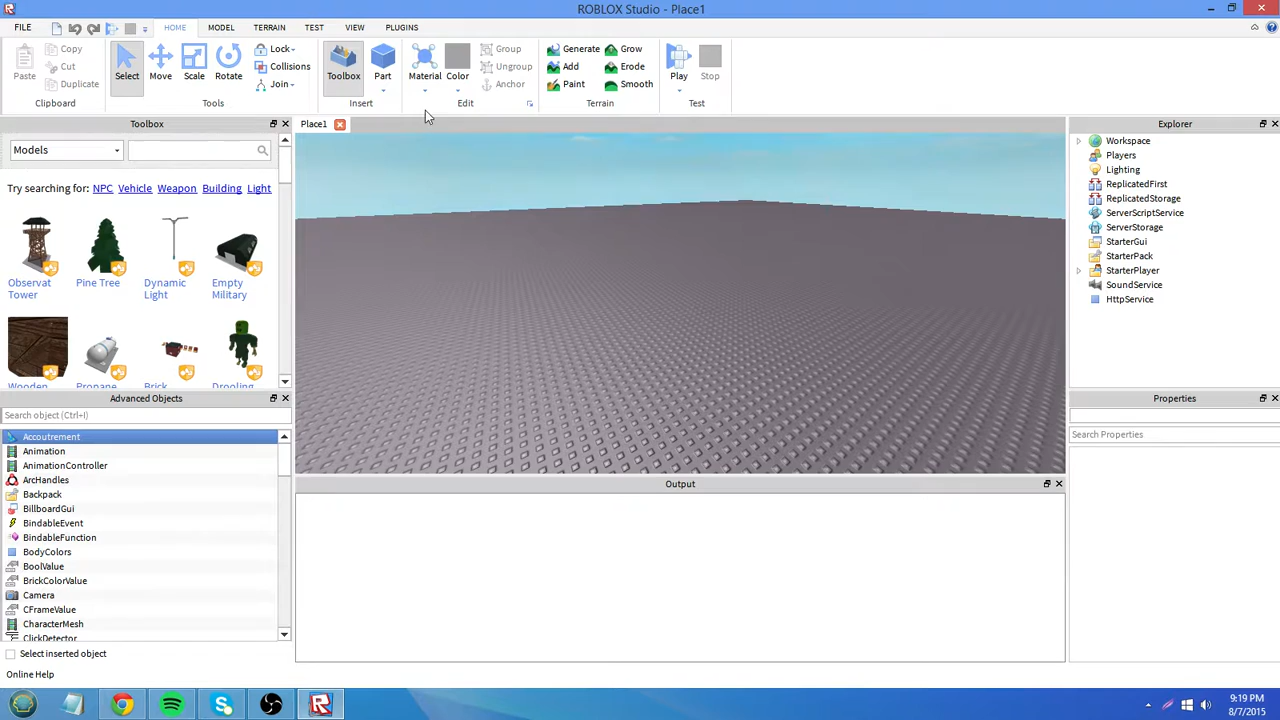 ROBLOX Studio - Place1
FILE HOME MODEL TERRAIN TEST VIEW PLUGINS
Paste
Copy
Cut
Duplicate
Clipboard
Select Move Scale Rotate
Lock
Collisions
Join
Tools
Toolbox Part
Insert
Material Color
Group
Ungroup
Anchor
Edit
Generate Grow
Add Erode
Paint Smooth
Terrain
Play Stop
Test
Toolbox
Models
Try searching for: NPC Vehicle Weapon Building Light
Observat Pine Tree Dynamic Empty
Tower Light Military
Wooden Propane Brick Drooling
Advanced Objects
Search object (Ctrl+I)
Accoutrement
Animation
AnimationController
ArcHandles
Backpack
BillboardGui
BindableEvent
BindableFunction
BodyColors
BoolValue
BrickColorValue
Camera
CFrameValue
CharacterMesh
ClickDetector
Select inserted object
Online Help
Place1
Output
Explorer
Workspace
Players
Lighting
ReplicatedFirst
ReplicatedStorage
ServerScriptService
ServerStorage
StarterGui
StarterPack
StarterPlayer
SoundService
HttpService
Properties
Search Properties
9:19 PM
8/7/2015